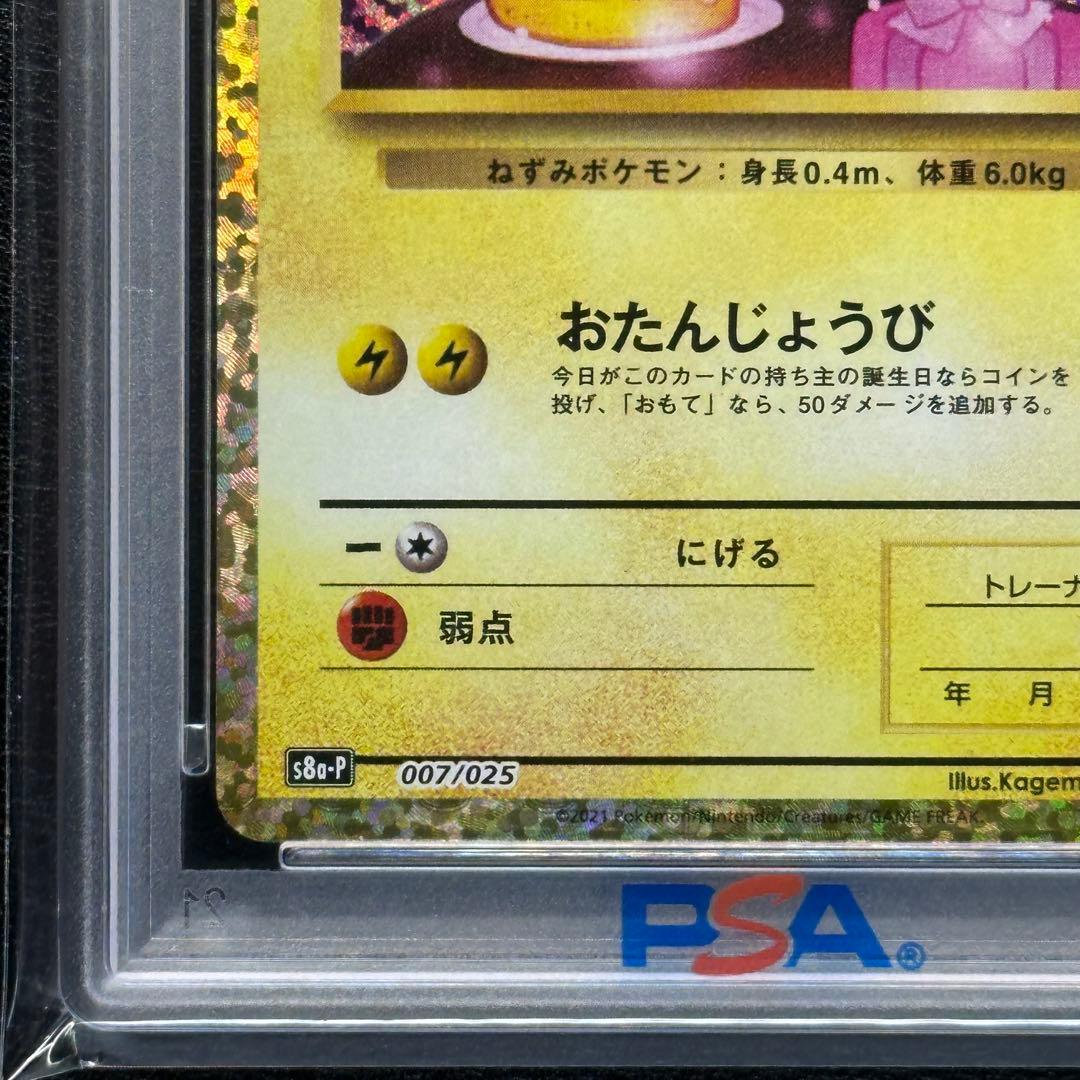 ねずみポケモン：身長0.4m、体重6.0kg
おたんじょうび
今日がこのカードの持ち主の誕生日ならコインを
投げ、「おもて」なら、50ダメージを追加する。
ー
にげる
弱点
トレーナ
年 月
s8a-P 007/025
Illus.Kagem
©2021 Pokémon/Nintendo/Creatures/GAME FREAK.
21
PSA®